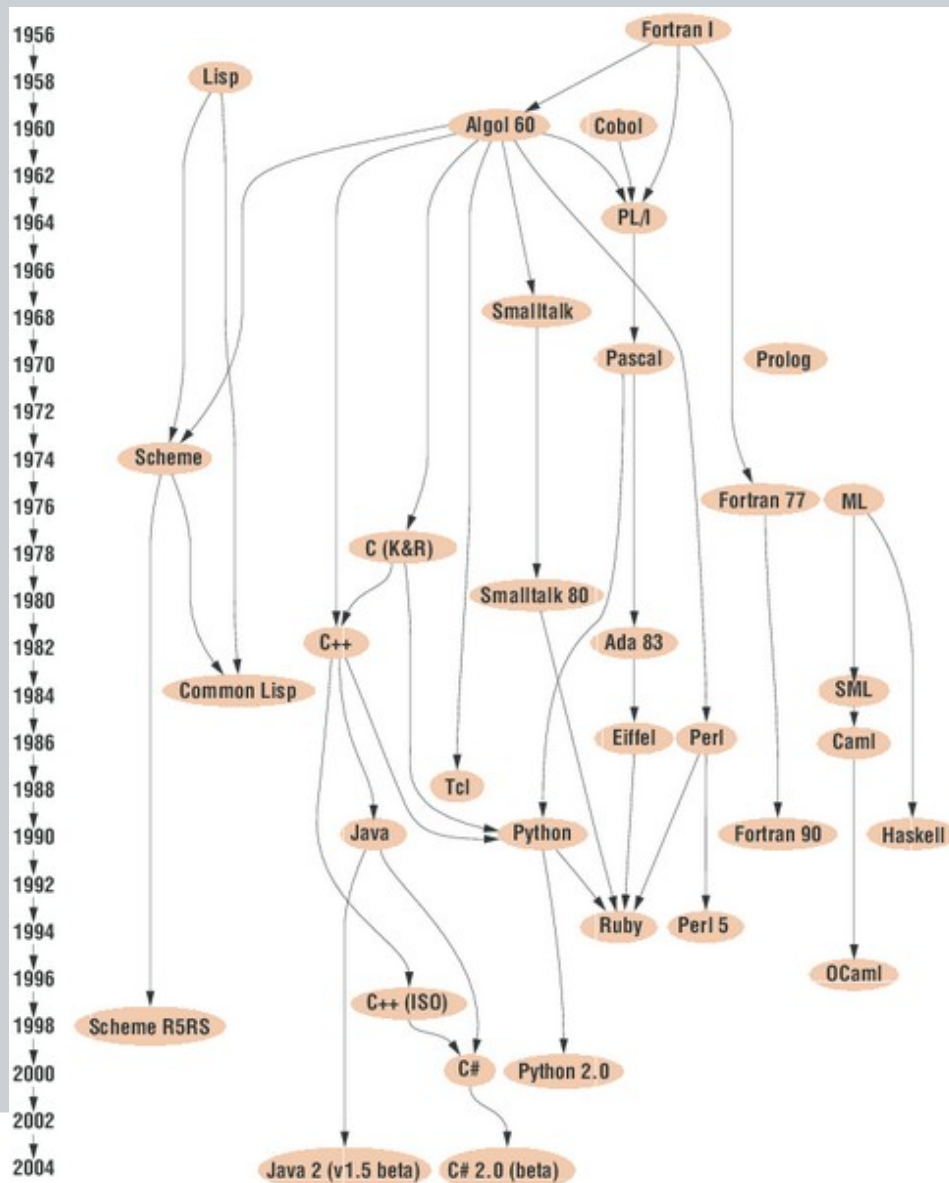 1956
Fortran I
1958
Lisp
1960
Algol 60
Cobol
1962
1964
PL/I
1966
1968
Smalltalk
1970
Pascal
Prolog
1972
1974
Scheme
1976
Fortran 77
ML
1978
C (K&R)
1980
Smalltalk 80
1982
C++
Ada 83
1984
Common Lisp
SML
1986
Eiffel
Perl
Caml
1988
Tcl
1990
Java
Python
Fortran 90
Haskell
1992
1994
Ruby
Perl 5
1996
OCaml
C++ (ISO)
1998
Scheme R5RS
2000
C#
Python 2.0
2002
2004
Java 2 (v1.5 beta)
C# 2.0 (beta)